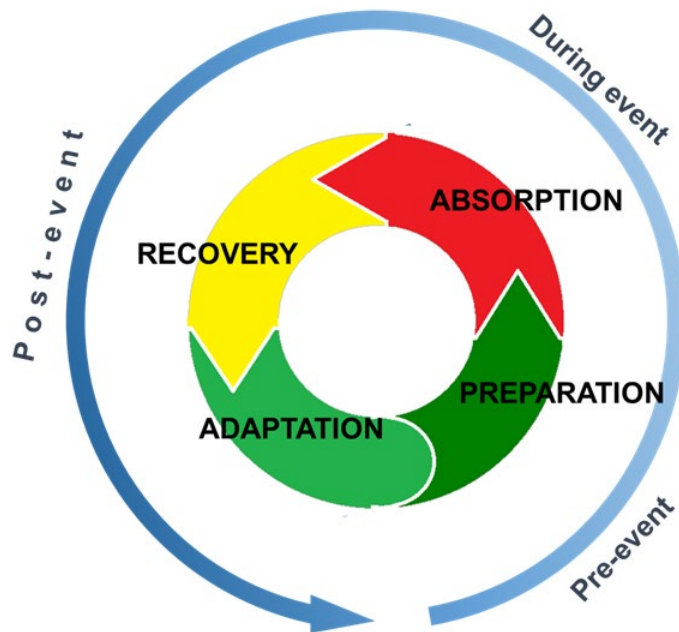 During event
ABSORPTION
Post-event
RECOVERY
PREPARATION
ADAPTATION
Pre-event